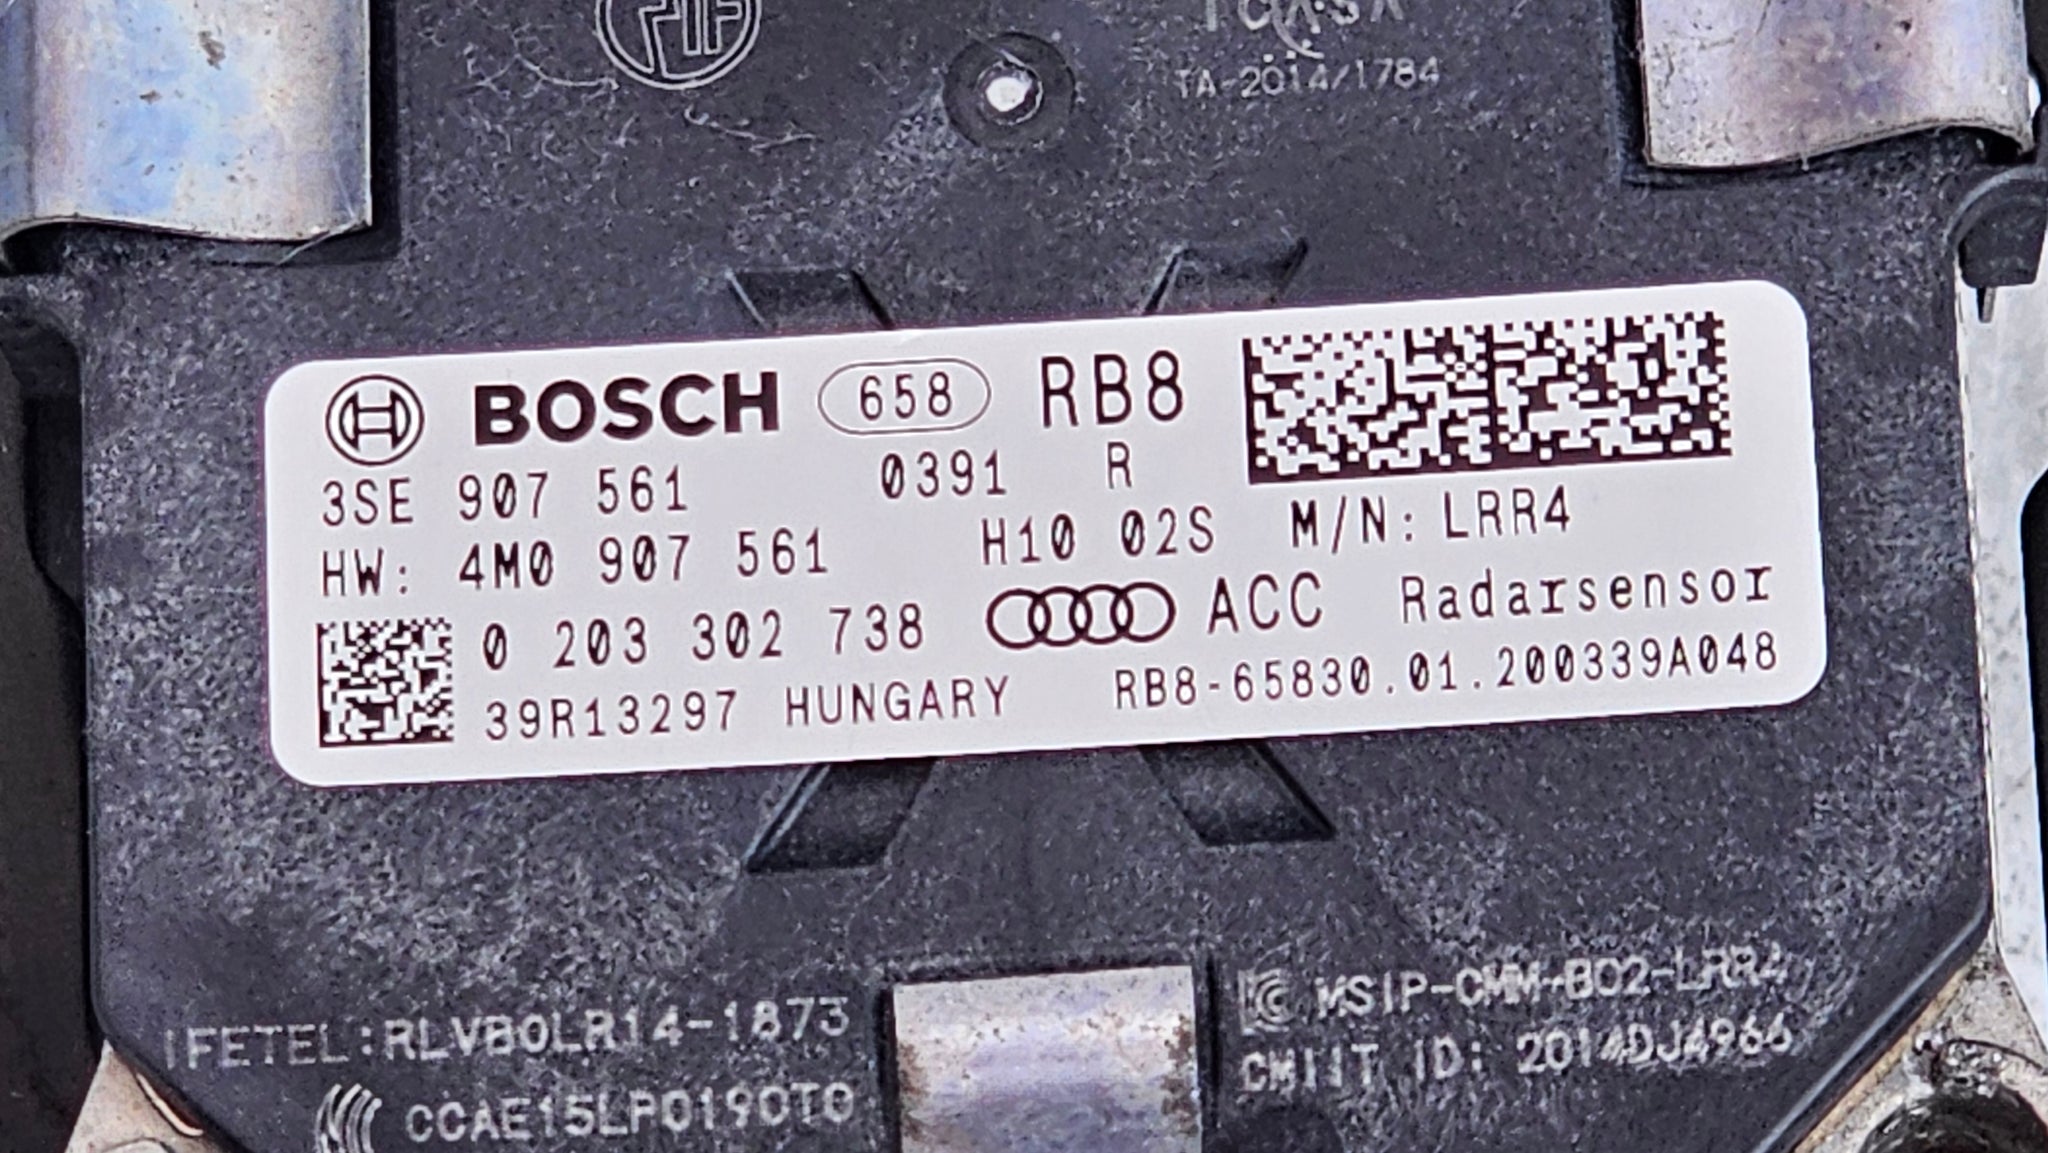 TA-2014/1784
BOSCH 658 RB8
3SE 907 561 0391 R
HW: 4M0 907 561 H10 02S M/N: LRR4
0 203 302 738 ACC Radarsensor
39R13297 HUNGARY RB8-65830.01.200339A048
IFETEL:RLVBOLR14-1873
MSIP-CMM-BO2-LRR4
CCAE15LP0190T0
CMIIT ID: 2014DJ4966